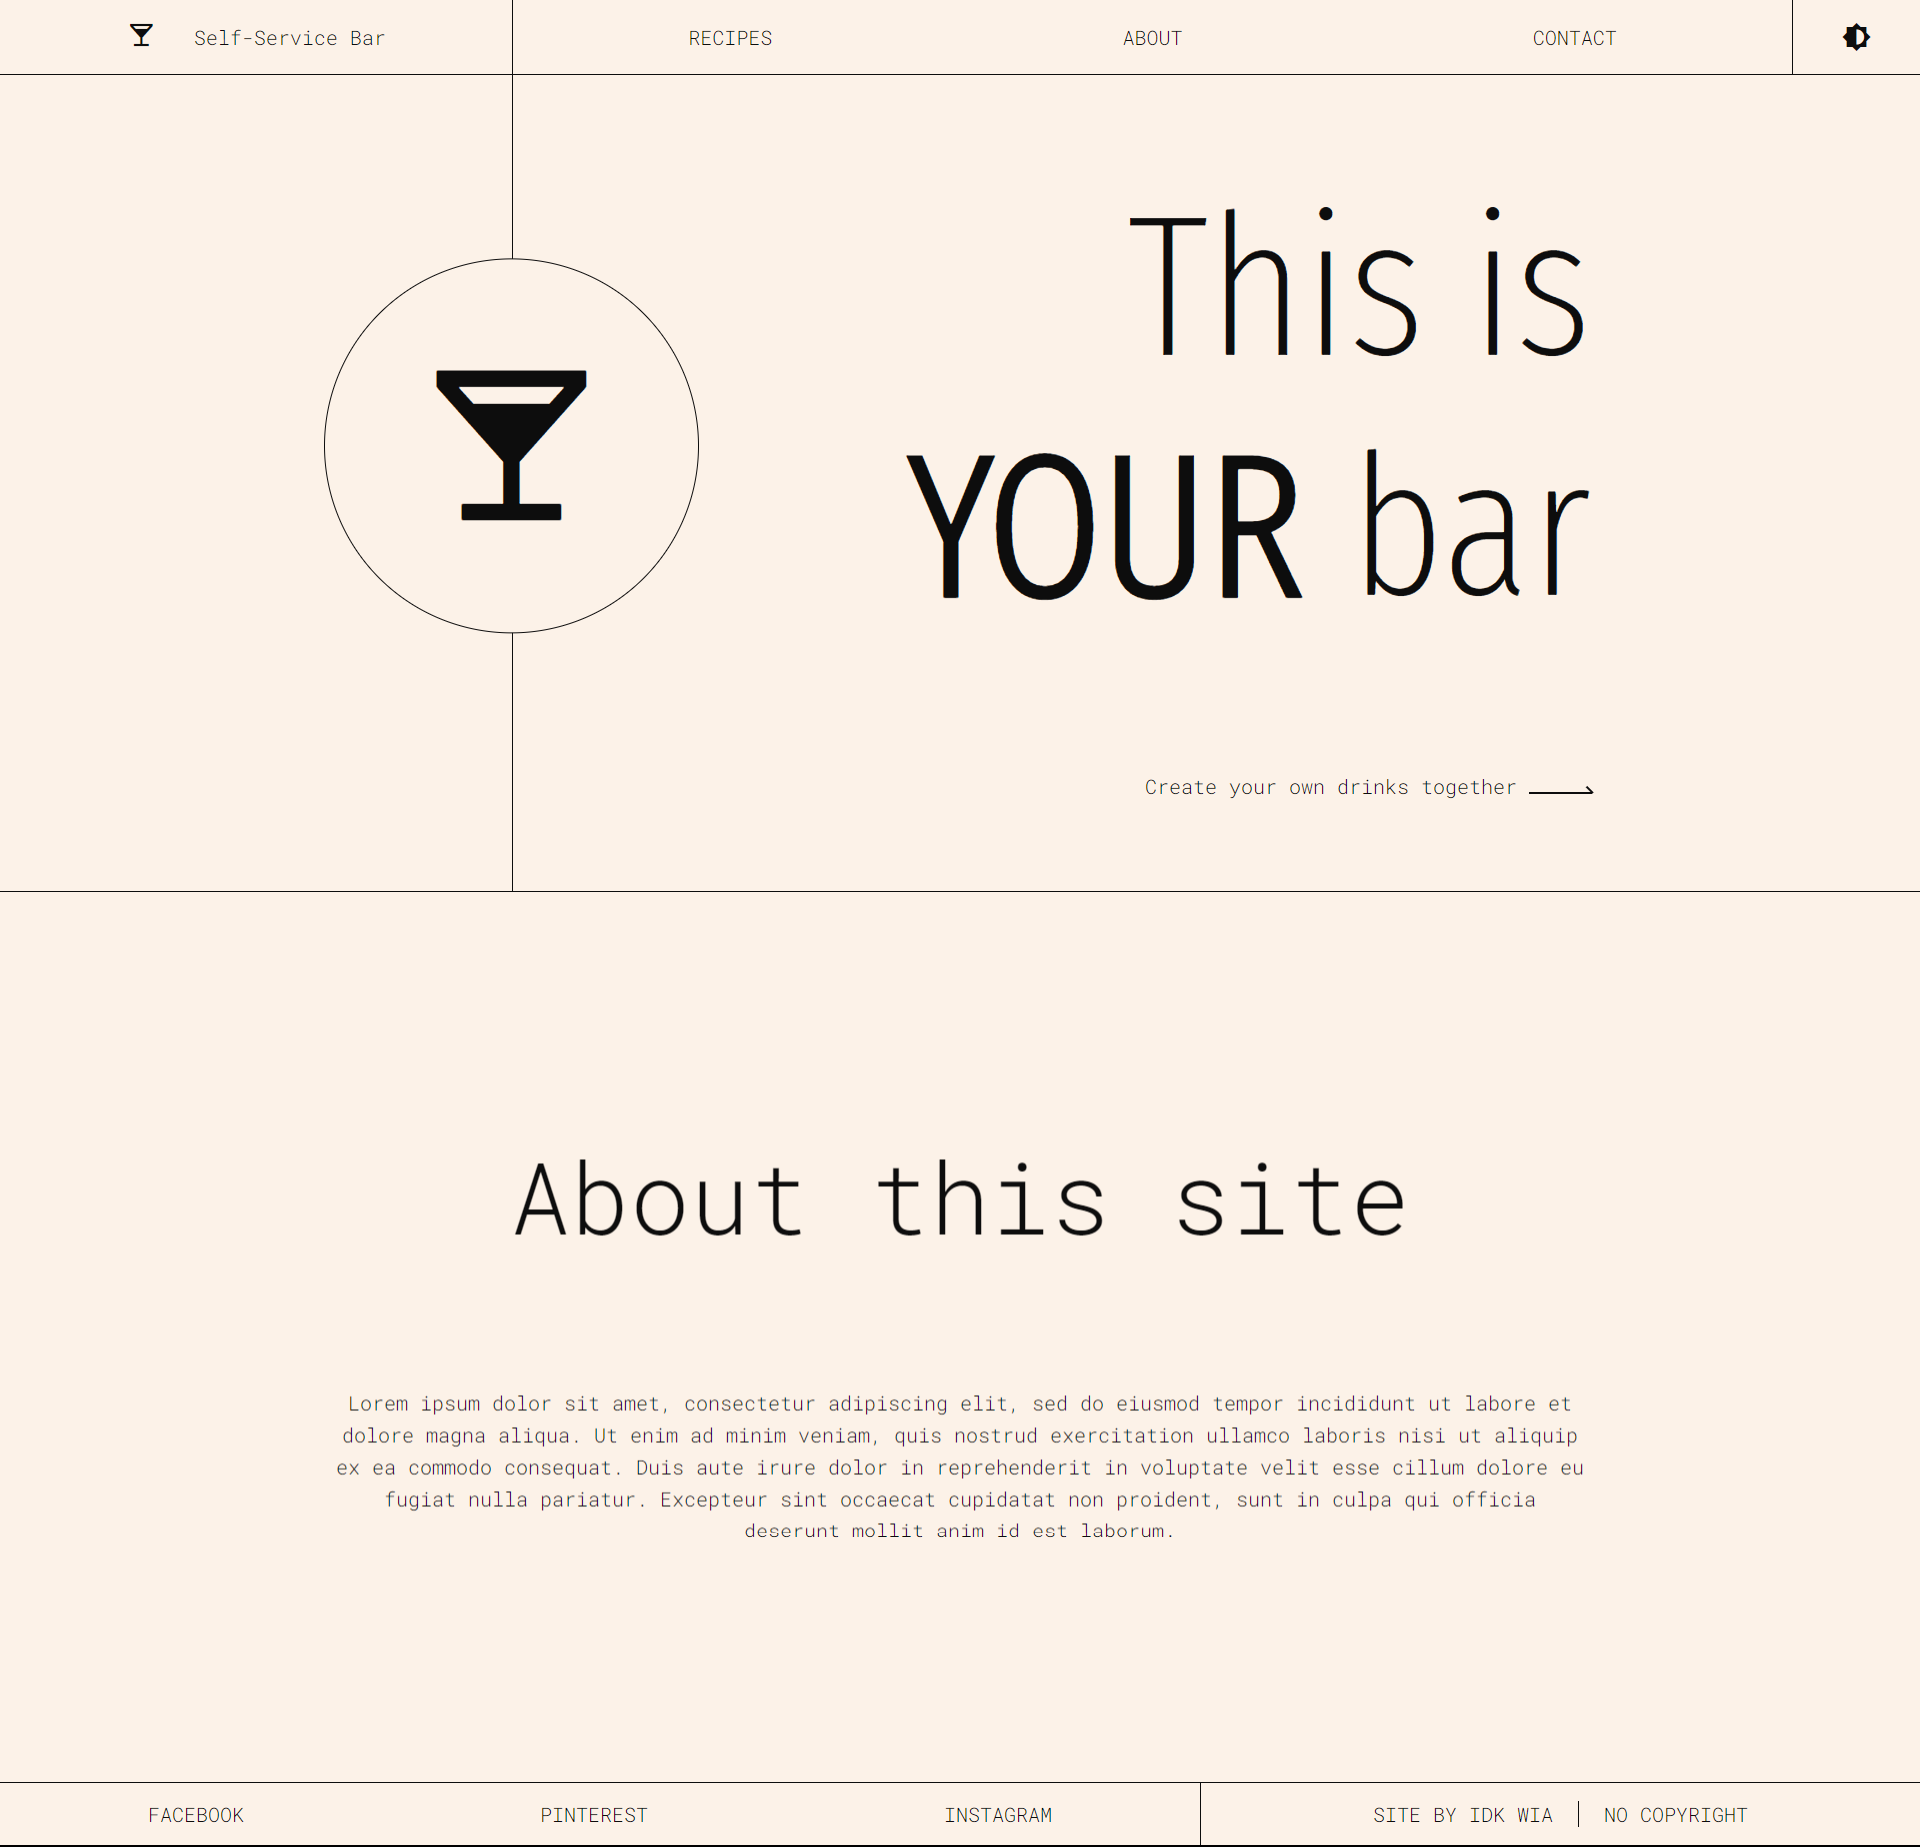 Self-Service Bar
RECIPES
ABOUT
CONTACT
This is
YOUR bar
Create your own drinks together
About this site
Lorem ipsum dolor sit amet, consectetur adipiscing elit, sed do eiusmod tempor incididunt ut labore et
dolore magna aliqua. Ut enim ad minim veniam, quis nostrud exercitation ullamco laboris nisi ut aliquip
ex ea commodo consequat. Duis aute irure dolor in reprehenderit in voluptate velit esse cillum dolore eu
fugiat nulla pariatur. Excepteur sint occaecat cupidatat non proident, sunt in culpa qui officia
deserunt mollit anim id est laborum.
FACEBOOK
PINTEREST
INSTAGRAM
SITE BY IDK WIA
NO COPYRIGHT